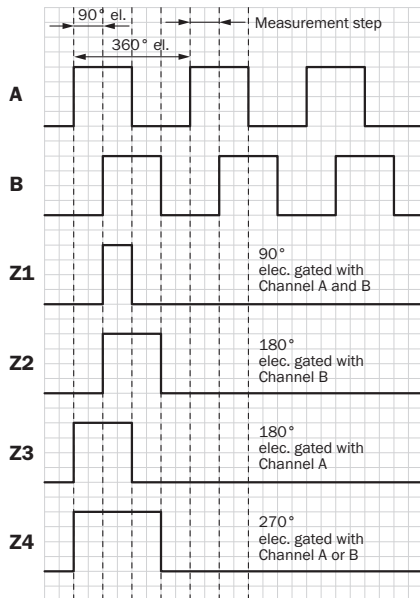 90° el.
Measurement step
360° el.
A
B
Z1
90°
elec. gated with
Channel A and B
Z2
180°
elec. gated with
Channel B
Z3
180°
elec. gated with
Channel A
Z4
270°
elec. gated with
Channel A or B